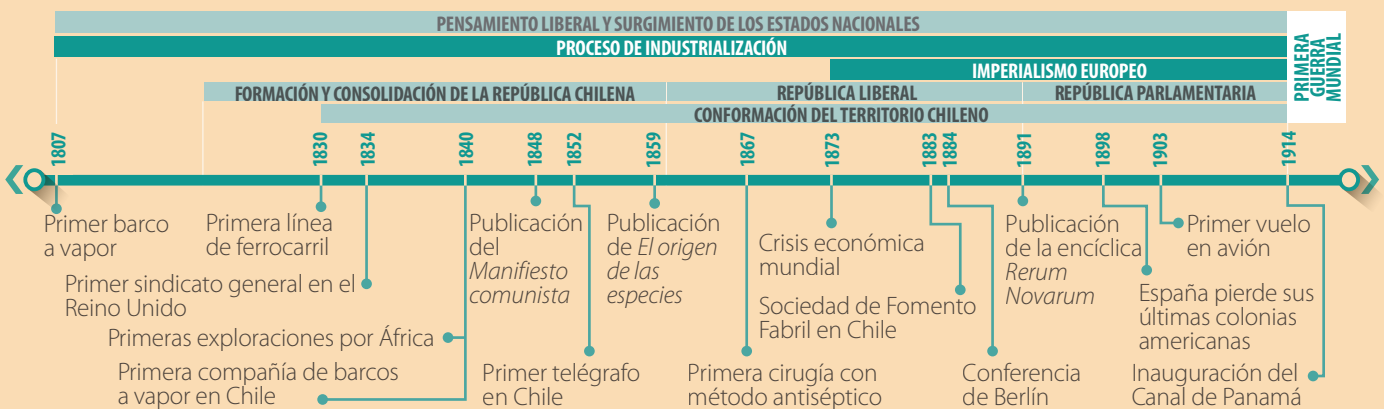 PENSAMIENTO LIBERAL Y SURGIMIENTO DE LOS ESTADOS NACIONALES
PROCESO DE INDUSTRIALIZACIÓN
IMPERIALISMO EUROPEO
FORMACIÓN Y CONSOLIDACIÓN DE LA REPÚBLICA CHILENA
REPÚBLICA LIBERAL
REPÚBLICA PARLAMENTARIA
CONFORMACIÓN DEL TERRITORIO CHILENO
PRIMERA
GUERRA
MUNDIAL
1807
1830
1834
1840
1848
1852
1859
1867
1873
1883
1884
1891
1898
1903
1914
Primer barco
a vapor
Primera línea
de ferrocarril
Primer sindicato general en el
Reino Unido
Primeras exploraciones por África
Primera compañía de barcos
a vapor en Chile
Publicación
del
Manifiesto
comunista
Primer telégrafo
en Chile
Publicación
de El origen
de las
especies
Primera cirugía con
método antiséptico
Crisis económica
mundial
Sociedad de Fomento
Fabril en Chile
Conferencia
de Berlín
Publicación
de la encíclica
Rerum
Novarum
España pierde sus
últimas colonias
americanas
Primer vuelo
en avión
Inauguración del
Canal de Panamá